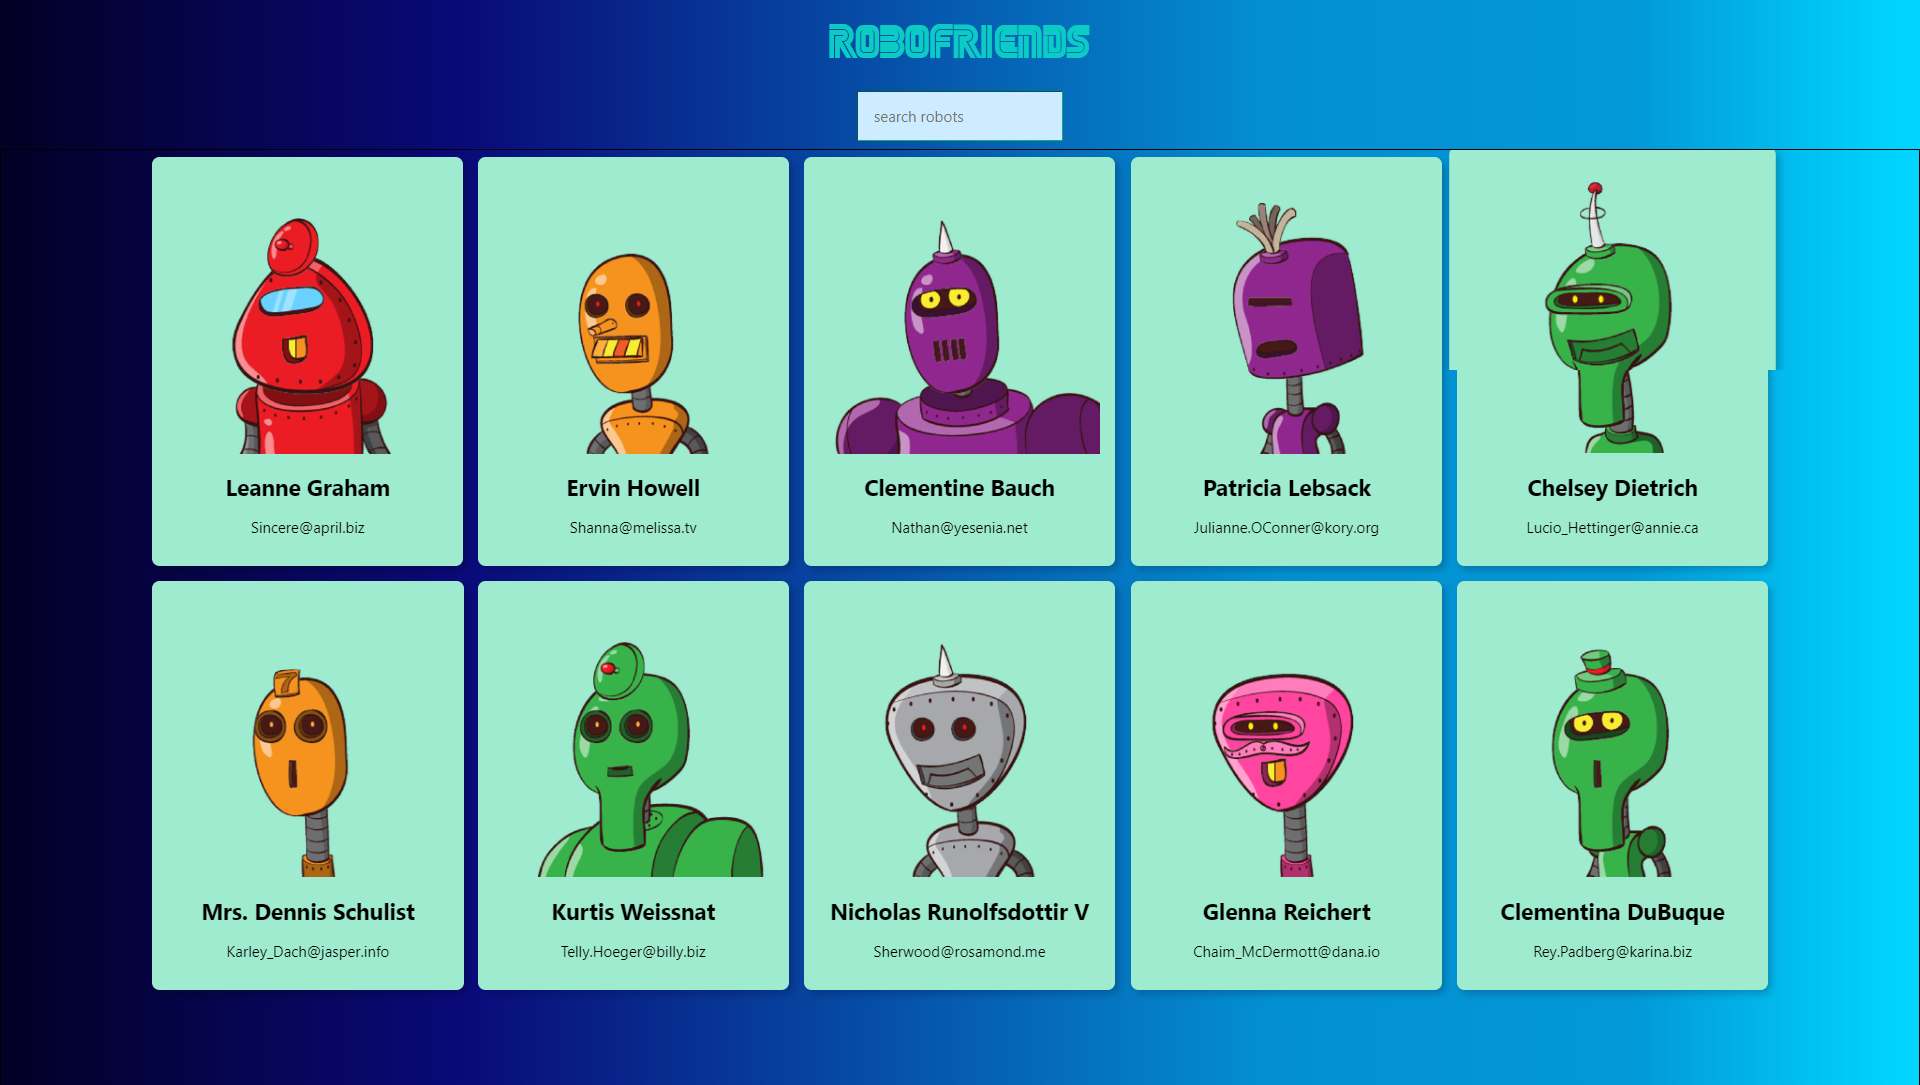 ROBOFRIENDS
search robots
Leanne Graham
Sincere@april.biz
Ervin Howell
Shanna@melissa.tv
Clementine Bauch
Nathan@yesenia.net
Patricia Lebsack
Julianne.OConner@kory.org
Chelsey Dietrich
Lucio_Hettinger@annie.ca
7
Mrs. Dennis Schulist
Karley_Dach@jasper.info
Kurtis Weissnat
Telly.Hoeger@billy.biz
Nicholas Runolfsdottir V
Sherwood@rosamond.me
Glenna Reichert
Chaim_McDermott@dana.io
Clementina DuBuque
Rey.Padberg@karina.biz